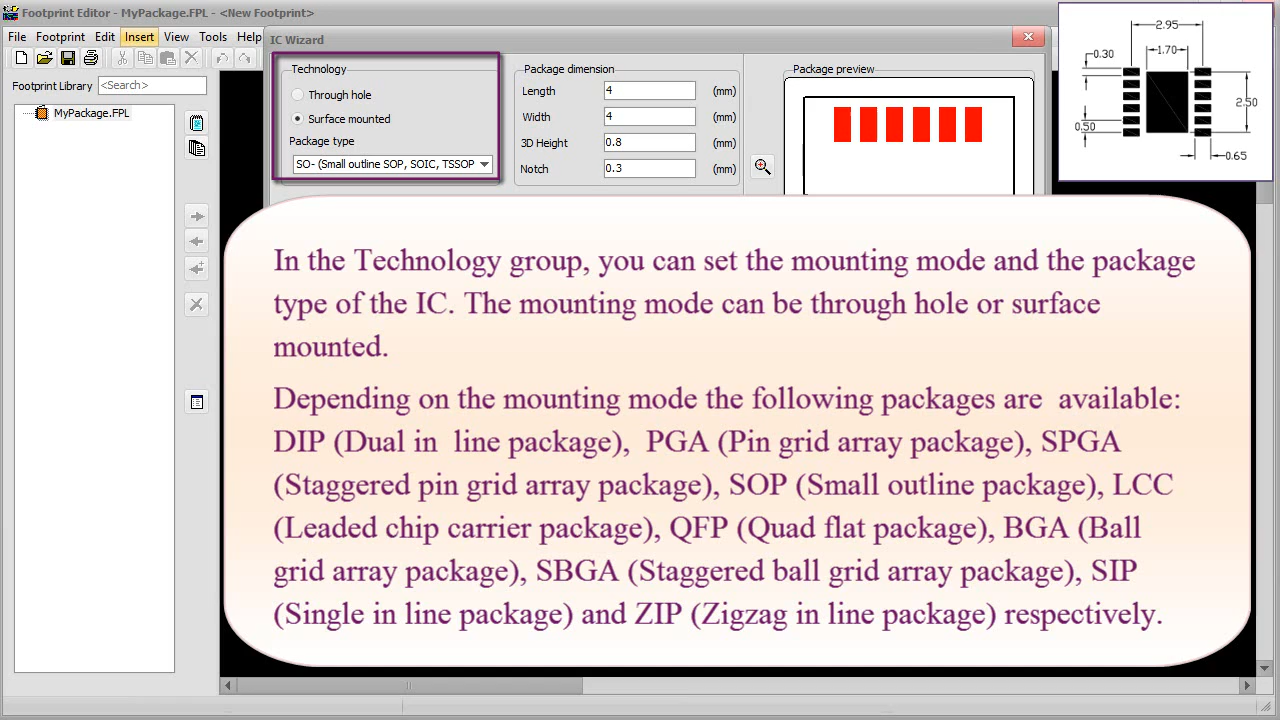 Footprint Editor - MyPackage.FPL - <New Footprint>
File Footprint Edit Insert View Tools Help
IC Wizard
Footprint Library <Search>
MyPackage.FPL
Technology
Through hole
Surface mounted
Package type
SO- (Small outline SOP, SOIC, TSSOP
Package dimension
Length 4 (mm)
Width 4 (mm)
3D Height 0.8 (mm)
Notch 0.3 (mm)
Package preview
2.95
1.70
0.30
2.50
0.50
0.65
In the Technology group, you can set the mounting mode and the package
type of the IC. The mounting mode can be through hole or surface
mounted.
Depending on the mounting mode the following packages are available:
DIP (Dual in line package), PGA (Pin grid array package), SPGA
(Staggered pin grid array package), SOP (Small outline package), LCC
(Leaded chip carrier package), QFP (Quad flat package), BGA (Ball
grid array package), SBGA (Staggered ball grid array package), SIP
(Single in line package) and ZIP (Zigzag in line package) respectively.